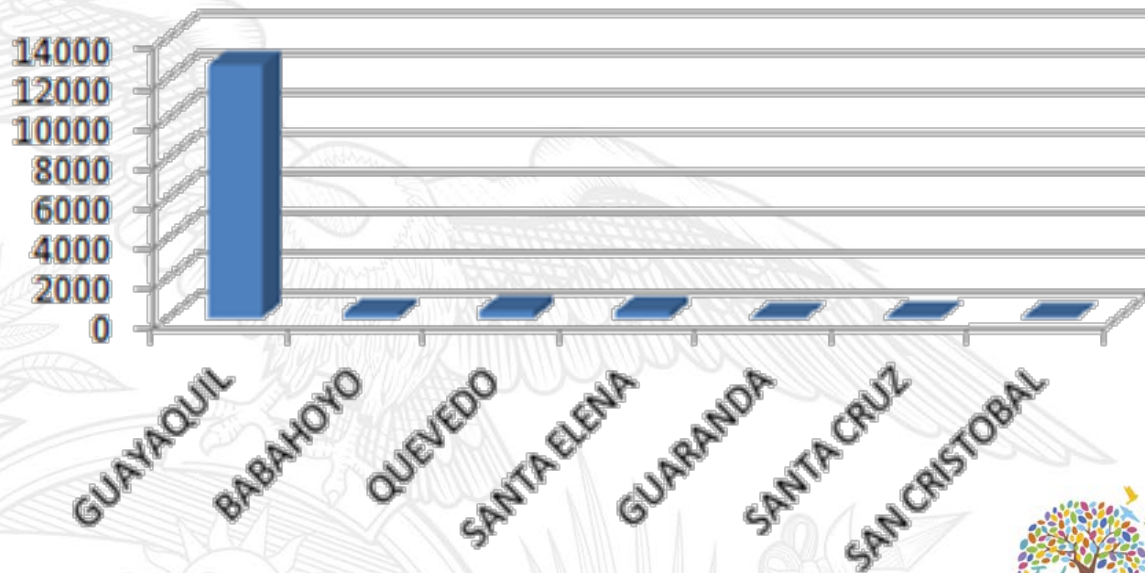 14000
12000
10000
8000
6000
4000
2000
0
GUAYAQUIL
BABAHOYO
QUEVEDO
SANTA ELENA
GUARANDA
SANTA CRUZ
SAN CRISTOBAL